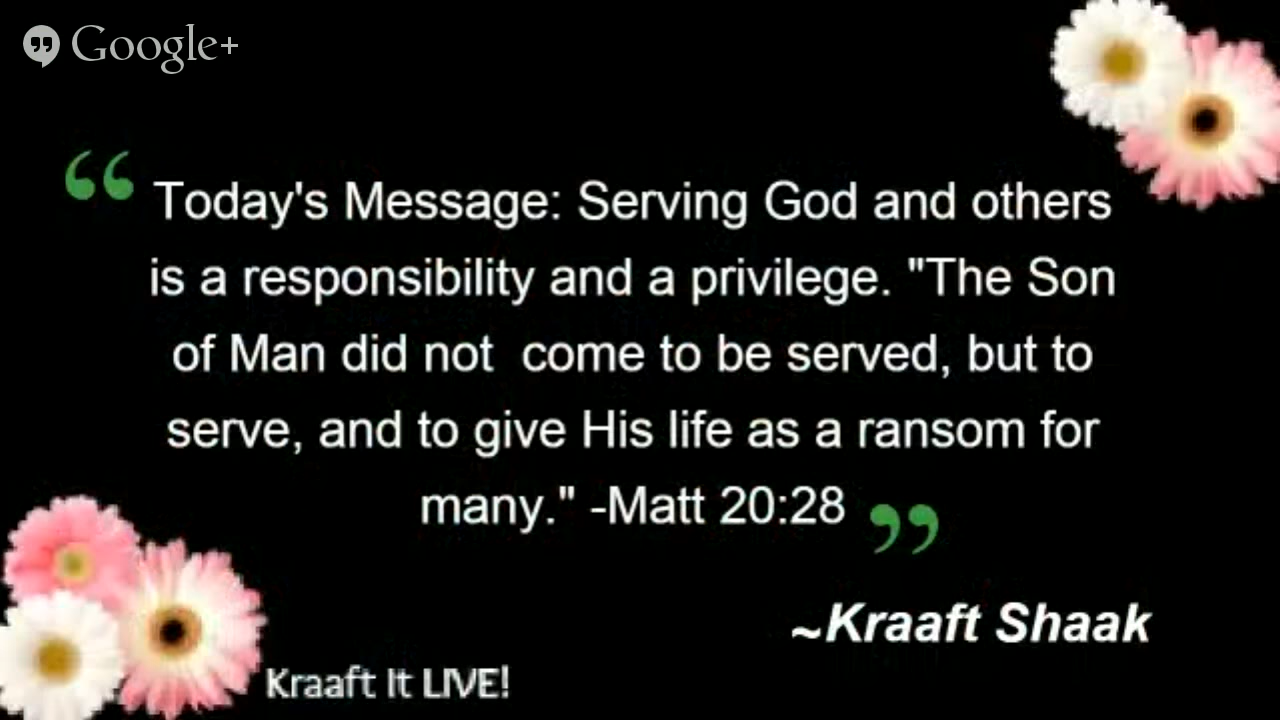 Google+
“ Today's Message: Serving God and others
is a responsibility and a privilege. "The Son
of Man did not  come to be served, but to
serve, and to give His life as a ransom for
many." -Matt 20:28 ”
~Kraaft Shaak
Kraaft It LIVE!